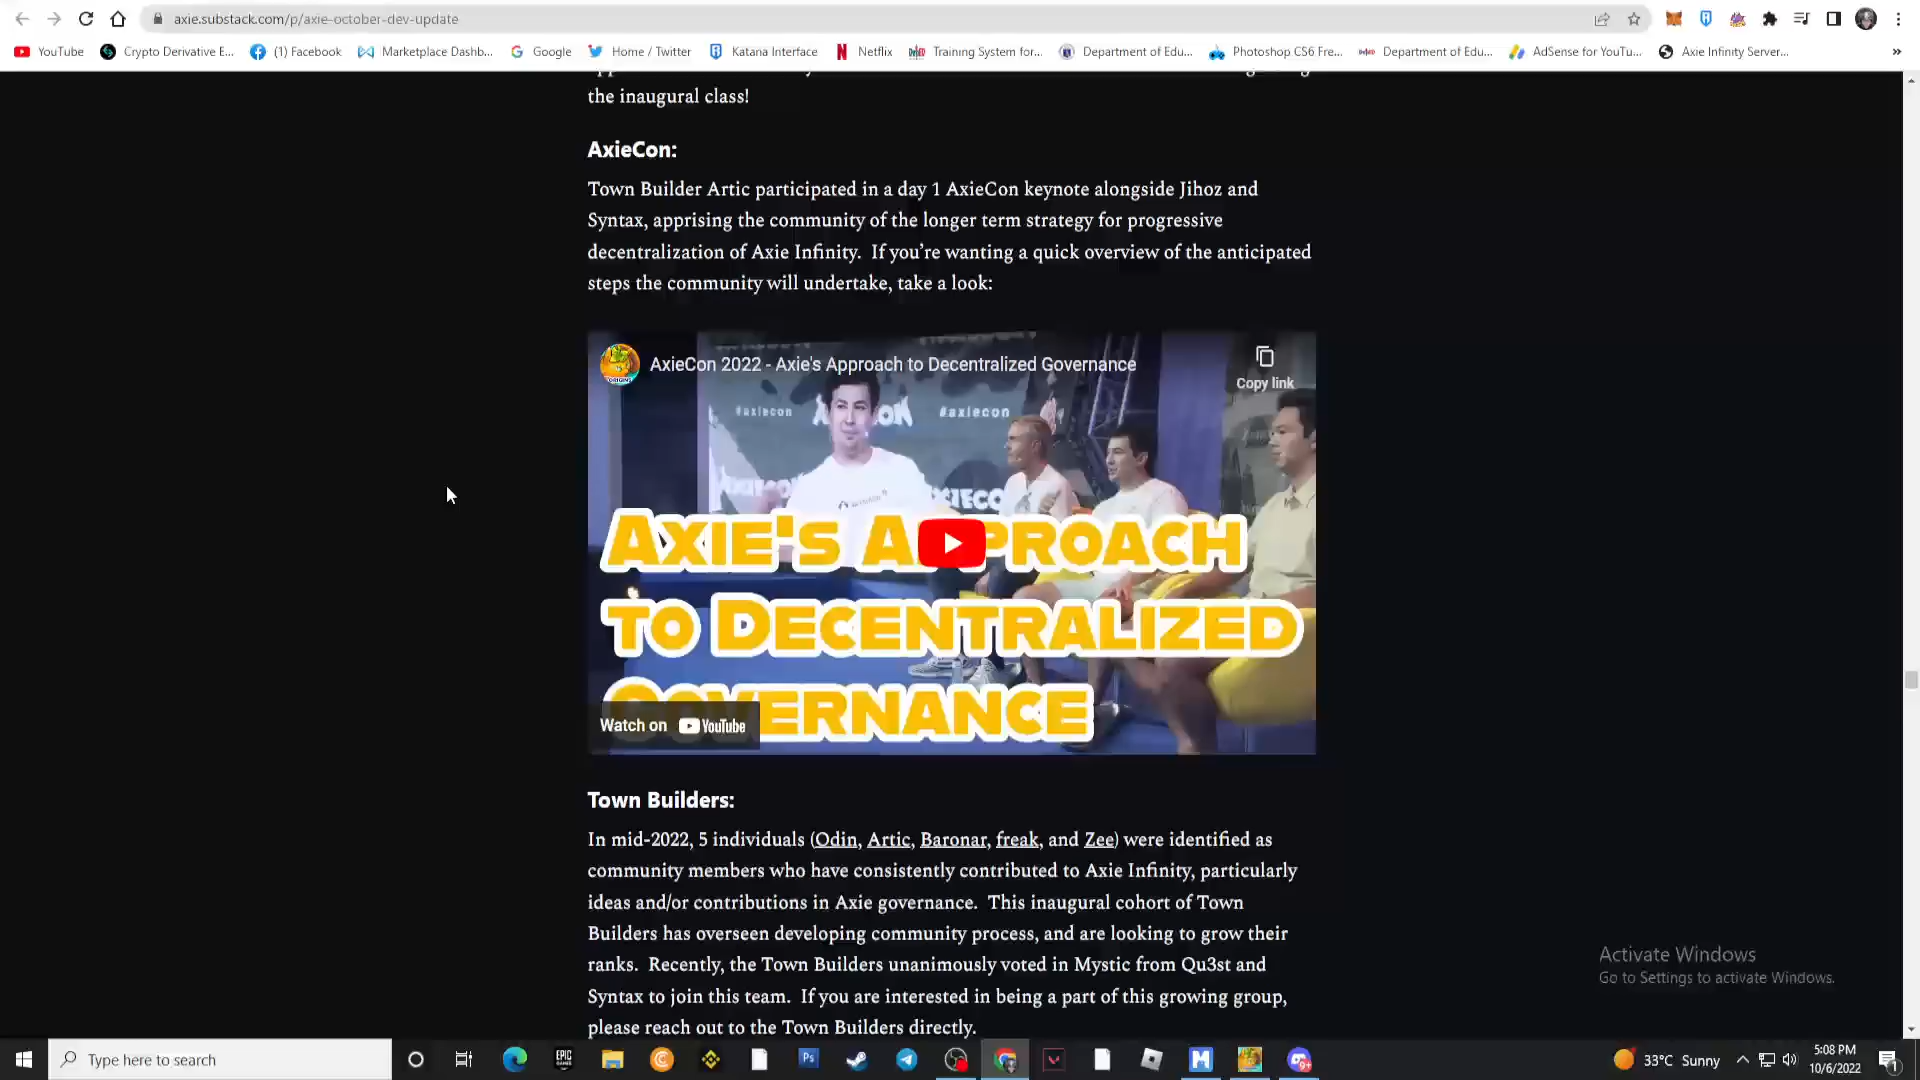 axie.substack.com/p/axie-october-dev-update
YouTube
Crypto Derivative E...
(1) Facebook
Marketplace Dashb...
Google
Home / Twitter
Katana Interface
Netflix
Training System for...
Department of Edu...
Photoshop CS6 Fre...
Department of Edu...
AdSense for YouTu...
Axie Infinity Server...
»
the inaugural class!
AxieCon:
Town Builder Artic participated in a day 1 AxieCon keynote alongside Jihoz and
Syntax, apprising the community of the longer term strategy for progressive
decentralization of Axie Infinity.  If you’re wanting a quick overview of the anticipated
steps the community will undertake, take a look:
AxieCon 2022 - Axie's Approach to Decentralized Governance
Copy link
#axiecon
#axiecon
Axie's Approach
to Decentralized
Governance
Watch on YouTube
Town Builders:
In mid-2022, 5 individuals (Odin, Artic, Baronar, freak, and Zee) were identified as
community members who have consistently contributed to Axie Infinity, particularly
ideas and/or contributions in Axie governance.  This inaugural cohort of Town
Builders has overseen developing community process, and are looking to grow their
ranks.  Recently, the Town Builders unanimously voted in Mystic from Qu3st and
Syntax to join this team.  If you are interested in being a part of this growing group,
please reach out to the Town Builders directly.
Activate Windows
Go to Settings to activate Windows.
Type here to search
EPIC GAMES
Ps
9+
33°C Sunny
5:08 PM
10/6/2022
1